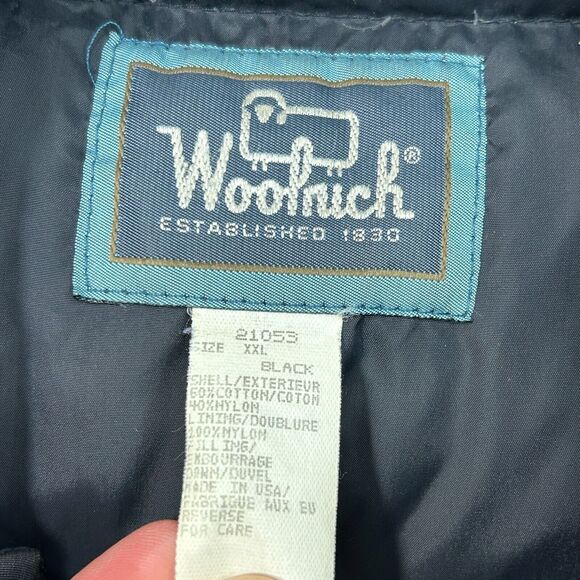 Woolrich®
ESTABLISHED 1830
21053
SIZE XXL
BLACK
SHELL/EXTERIEUR
60%COTTON/COTON
40%NYLON
LINING/DOUBLURE
100%NYLON
FILLING/
EMBOURRAGE
DOWN/DUVET
MADE IN USA/
FABRIQUE AUX EU
REVERSE
FOR CARE